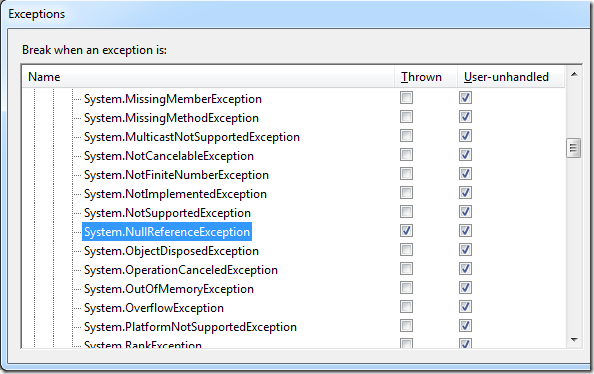 Exceptions
Break when an exception is:
Name Thrown User-unhandled
System.MissingMemberException
System.MissingMethodException
System.MulticastNotSupportedException
System.NotCancelableException
System.NotFiniteNumberException
System.NotImplementedException
System.NotSupportedException
System.NullReferenceException
System.ObjectDisposedException
System.OperationCanceledException
System.OutOfMemoryException
System.OverflowException
System.PlatformNotSupportedException
System.RankException